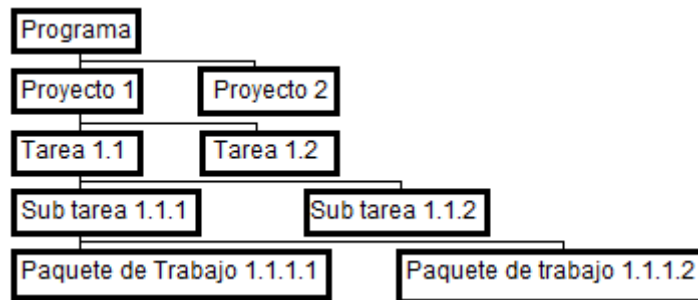 Programa
Proyecto 1
Proyecto 2
Tarea 1.1
Tarea 1.2
Sub tarea 1.1.1
Sub tarea 1.1.2
Paquete de Trabajo 1.1.1.1
Paquete de trabajo 1.1.1.2